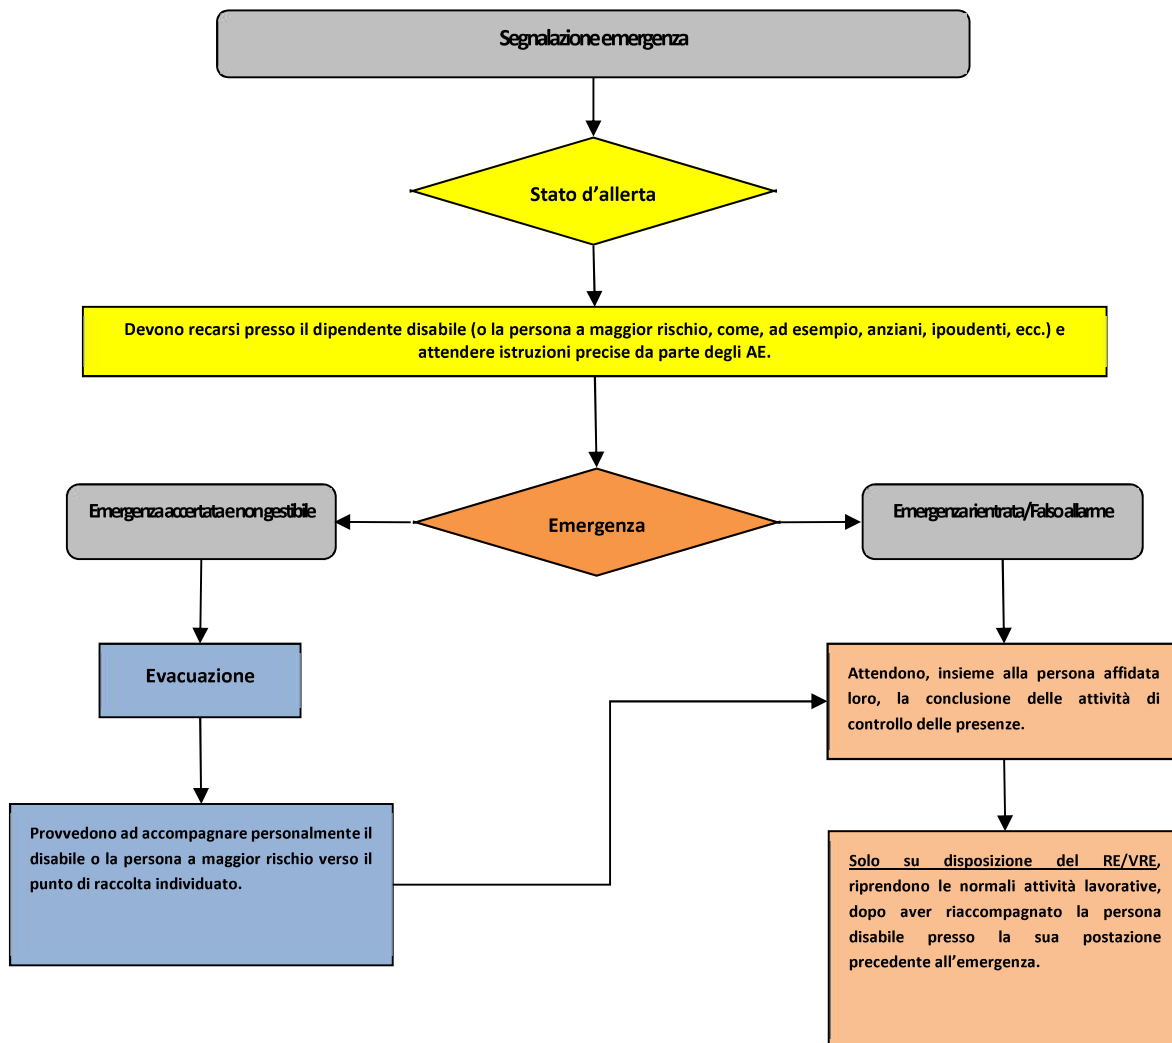 Segnalazione emergenza
Stato d'allerta
Devono recarsi presso il dipendente disabile (o la persona a maggior rischio, come, ad esempio, anziani, ipoudenti, ecc.) e
attendere istruzioni precise da parte degli AE.
Emergenza accertata e non gestibile
Emergenza
Emergenza rientrata/Falso allarme
Evacuazione
Attendono, insieme alla persona affidata
loro, la conclusione delle attività di
controllo delle presenze.
Provvedono ad accompagnare personalmente il
disabile o la persona a maggior rischio verso il
punto di raccolta individuato.
Solo su disposizione del RE/VRE,
riprendono le normali attività lavorative,
dopo aver riaccompagnato la persona
disabile presso la sua postazione
precedente all'emergenza.